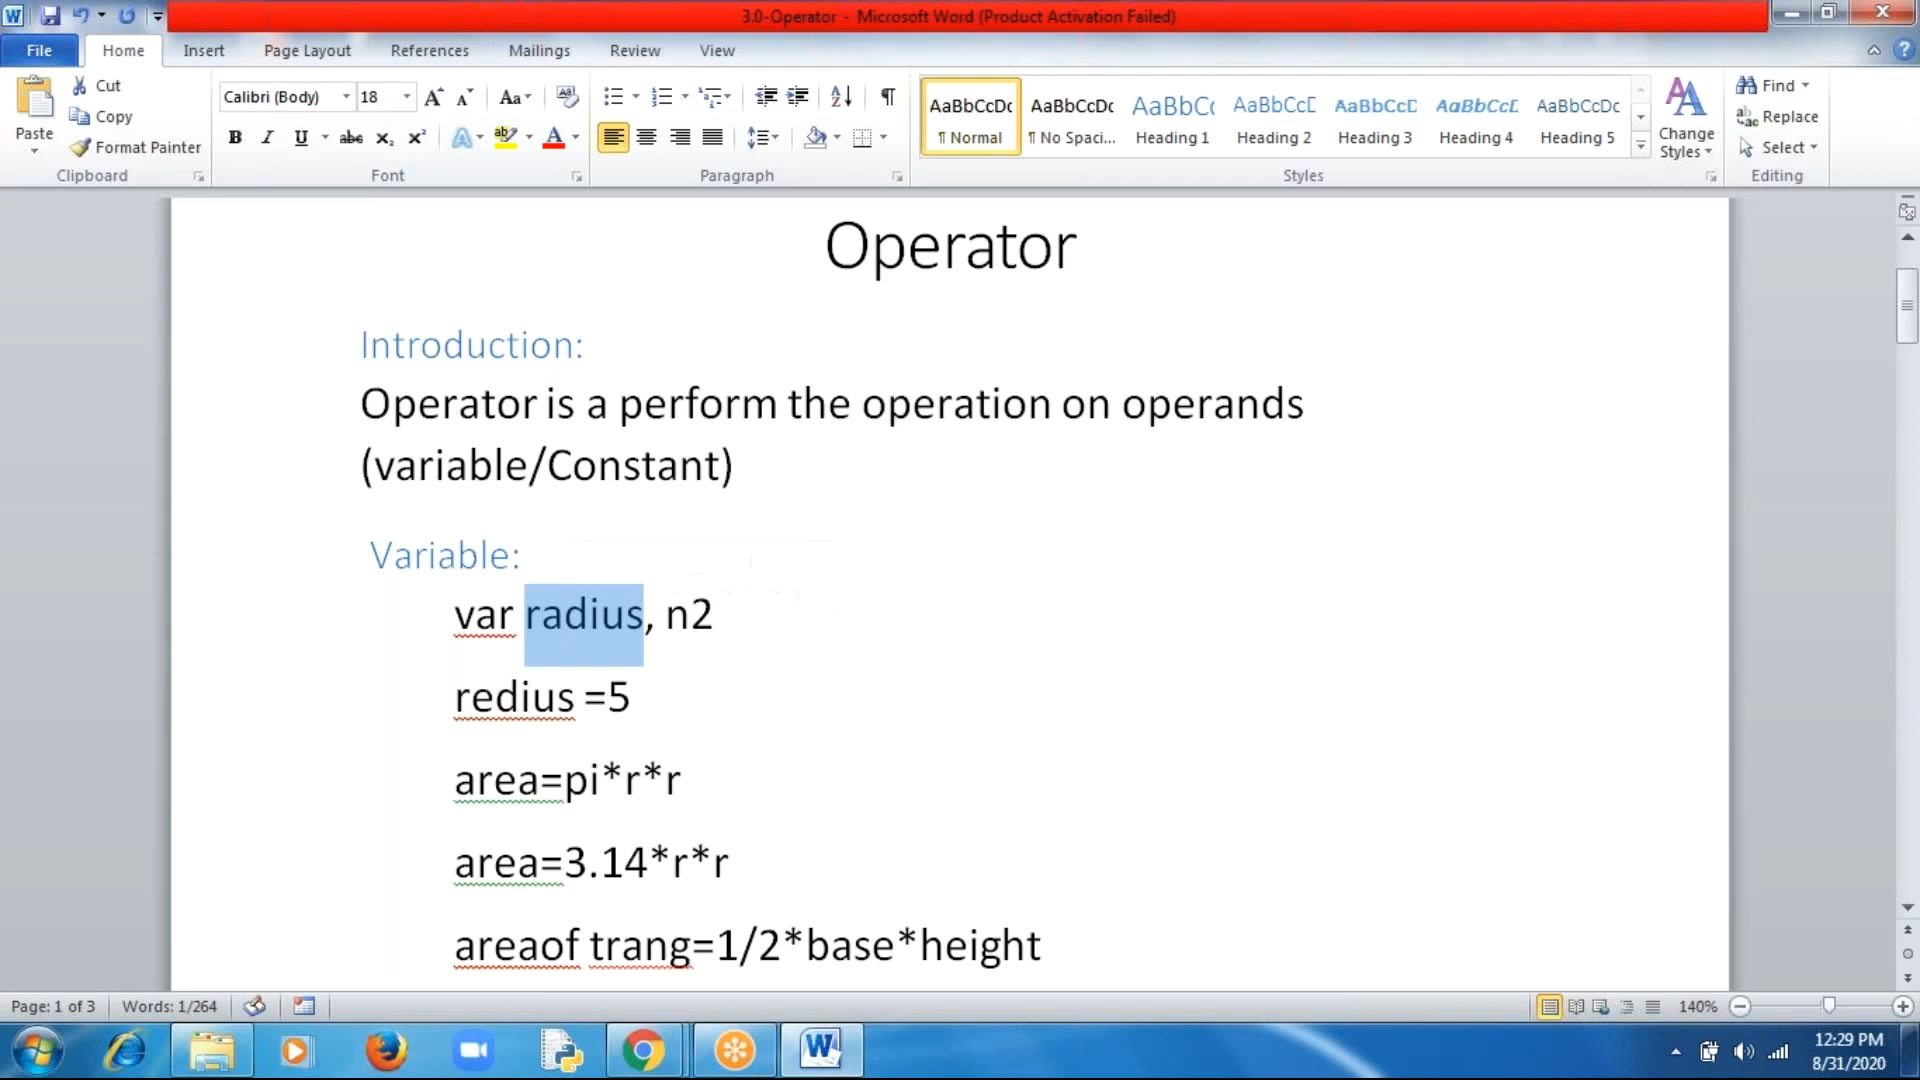 3.0-Operator - Microsoft Word (Product Activation Failed)
File Home Insert Page Layout References Mailings Review View
Paste
Cut
Copy
Format Painter
Clipboard
Calibri (Body) 18
Font
Paragraph
AaBbCcDc AaBbCcDc AaBbC AaBbCcD AaBbCcD AaBbCcD AaBbCcDc
¶ Normal ¶ No Spaci... Heading 1 Heading 2 Heading 3 Heading 4 Heading 5
Change
Styles
Styles
Find
Replace
Select
Editing
Operator
Introduction:
Operator is a perform the operation on operands
(variable/Constant)
Variable:
var radius, n2
redius =5
area=pi*r*r
area=3.14*r*r
areaof trang=1/2*base*height
Page: 1 of 3 Words: 1/264 140%
12:29 PM
8/31/2020